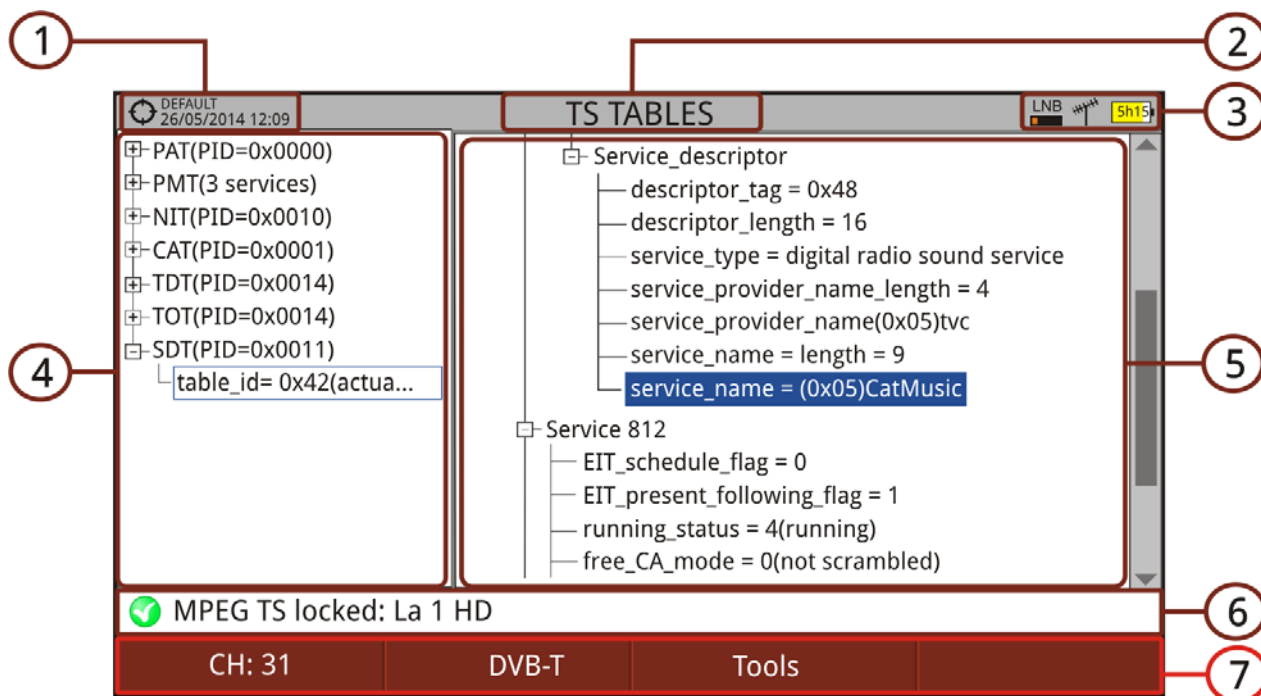 1
2
DEFAULT
26/05/2014 12:09
TS TABLES
LNB
5h15
3
PAT(PID=0x0000)
PMT(3 services)
NIT(PID=0x0010)
CAT(PID=0x0001)
TDT(PID=0x0014)
TOT(PID=0x0014)
SDT(PID=0x0011)
table_id= 0x42(actua...
4
Service_descriptor
descriptor_tag = 0x48
descriptor_length = 16
service_type = digital radio sound service
service_provider_name_length = 4
service_provider_name(0x05)tvc
service_name = length = 9
service_name = (0x05)CatMusic
Service 812
EIT_schedule_flag = 0
EIT_present_following_flag = 1
running_status = 4(running)
free_CA_mode = 0(not scrambled)
5
MPEG TS locked: La 1 HD
6
CH: 31
DVB-T
Tools
7